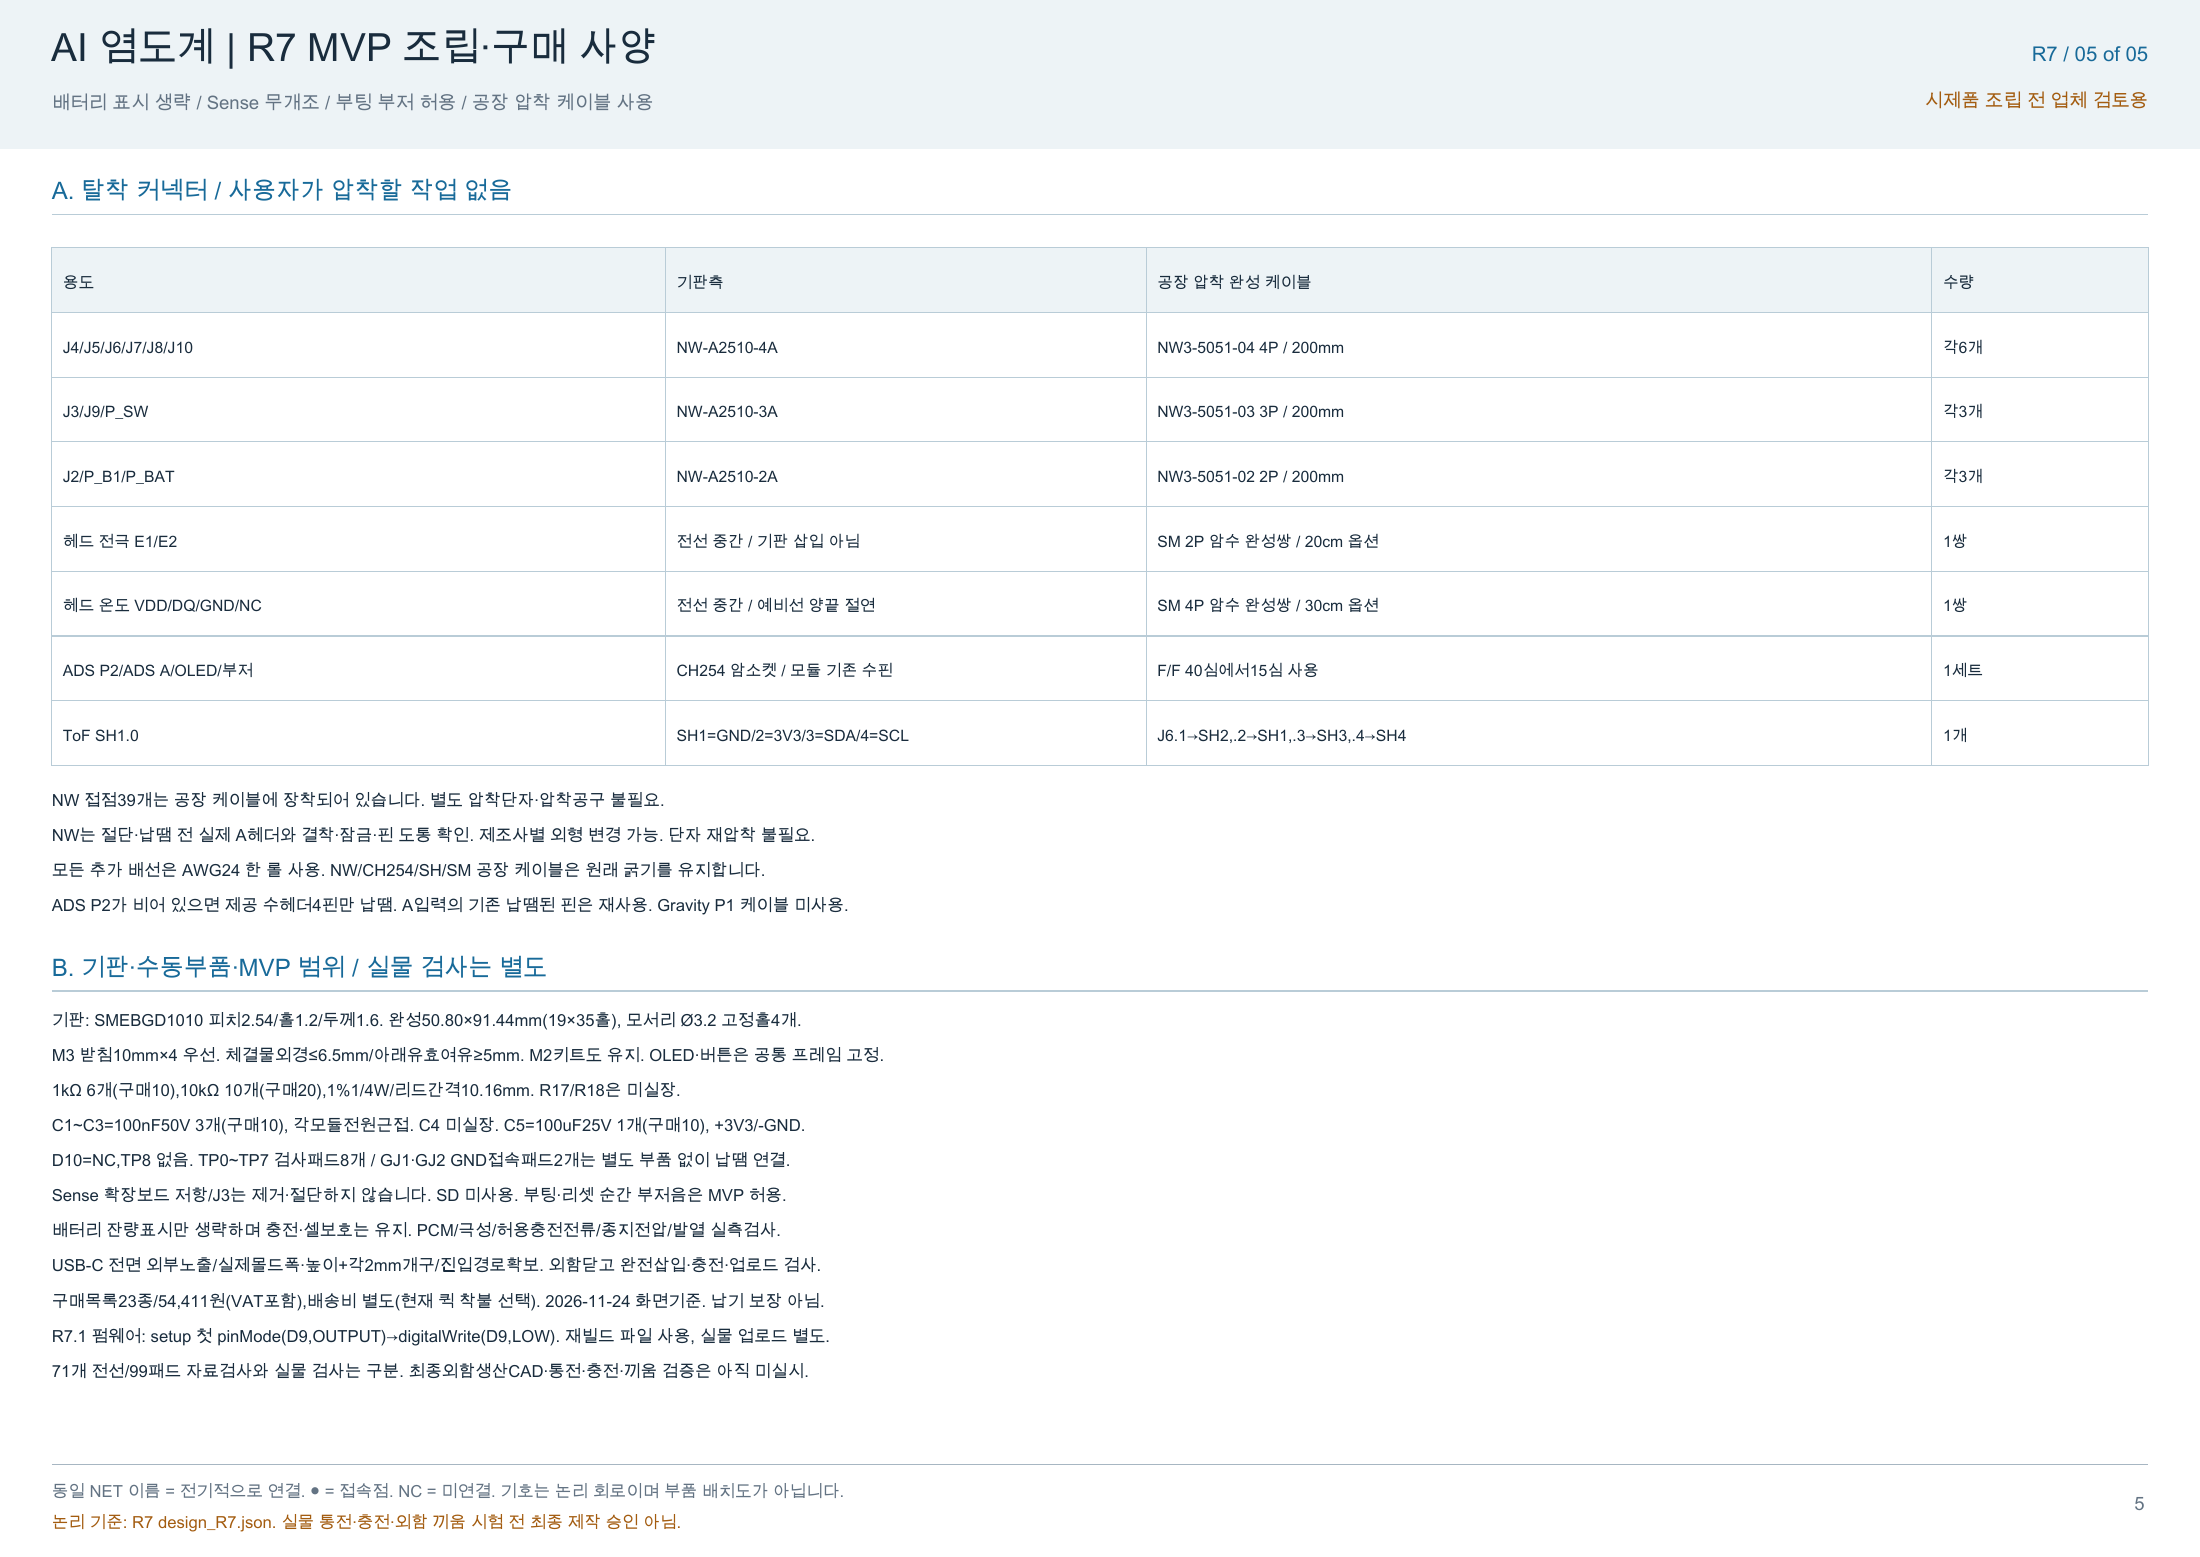 AI 염도계 | R7 MVP 조립·구매 사양
R7 / 05 of 05
배터리 표시 생략 / Sense 무개조 / 부팅 부저 허용 / 공장 압착 케이블 사용
시제품 조립 전 업체 검토용
A. 탈착 커넥터 / 사용자가 압착할 작업 없음
용도 기판측 공장 압착 완성 케이블 수량
J4/J5/J6/J7/J8/J10 NW-A2510-4A NW3-5051-04 4P / 200mm 각6개
J3/J9/P_SW NW-A2510-3A NW3-5051-03 3P / 200mm 각3개
J2/P_B1/P_BAT NW-A2510-2A NW3-5051-02 2P / 200mm 각3개
헤드 전극 E1/E2 전선 중간 / 기판 삽입 아님 SM 2P 암수 완성쌍 / 20cm 옵션 1쌍
헤드 온도 VDD/DQ/GND/NC 전선 중간 / 예비선 양끝 절연 SM 4P 암수 완성쌍 / 30cm 옵션 1쌍
ADS P2/ADS A/OLED/부저 CH254 암소켓 / 모듈 기존 수핀 F/F 40심에서15심 사용 1세트
ToF SH1.0 SH1=GND/2=3V3/3=SDA/4=SCL J6.1→SH2,.2→SH1,.3→SH3,.4→SH4 1개
NW 접점39개는 공장 케이블에 장착되어 있습니다. 별도 압착단자·압착공구 불필요.
NW는 절단·납땜 전 실제 A헤더와 결착·잠금·핀 도통 확인. 제조사별 외형 변경 가능. 단자 재압착 불필요.
모든 추가 배선은 AWG24 한 롤 사용. NW/CH254/SH/SM 공장 케이블은 원래 굵기를 유지합니다.
ADS P2가 비어 있으면 제공 수헤더4핀만 납땜. A입력의 기존 납땜된 핀은 재사용. Gravity P1 케이블 미사용.
B. 기판·수동부품·MVP 범위 / 실물 검사는 별도
기판: SMEBGD1010 피치2.54/홀1.2/두께1.6. 완성50.80×91.44mm(19×35홀), 모서리 Ø3.2 고정홀4개.
M3 받침10mm×4 우선. 체결물외경≤6.5mm/아래유효여유≥5mm. M2키트도 유지. OLED·버튼은 공통 프레임 고정.
1kΩ 6개(구매10),10kΩ 10개(구매20),1%1/4W/리드간격10.16mm. R17/R18은 미실장.
C1~C3=100nF50V 3개(구매10), 각모듈전원근접. C4 미실장. C5=100uF25V 1개(구매10), +3V3/-GND.
D10=NC,TP8 없음. TP0~TP7 검사패드8개 / GJ1·GJ2 GND접속패드2개는 별도 부품 없이 납땜 연결.
Sense 확장보드 저항/J3는 제거·절단하지 않습니다. SD 미사용. 부팅·리셋 순간 부저음은 MVP 허용.
배터리 잔량표시만 생략하며 충전·셀보호는 유지. PCM/극성/허용충전전류/종지전압/발열 실측검사.
USB-C 전면 외부노출/실제몰드폭·높이+각2mm개구/진입경로확보. 외함닫고 완전삽입·충전·업로드 검사.
구매목록23종/54,411원(VAT포함),배송비 별도(현재 퀵 착불 선택). 2026-11-24 화면기준. 납기 보장 아님.
R7.1 펌웨어: setup 첫 pinMode(D9,OUTPUT)→digitalWrite(D9,LOW). 재빌드 파일 사용, 실물 업로드 별도.
71개 전선/99패드 자료검사와 실물 검사는 구분. 최종외함생산CAD·통전·충전·끼움 검증은 아직 미실시.
동일 NET 이름 = 전기적으로 연결. ● = 접속점. NC = 미연결. 기호는 논리 회로이며 부품 배치도가 아닙니다.
논리 기준: R7 design_R7.json. 실물 통전·충전·외함 끼움 시험 전 최종 제작 승인 아님.
5